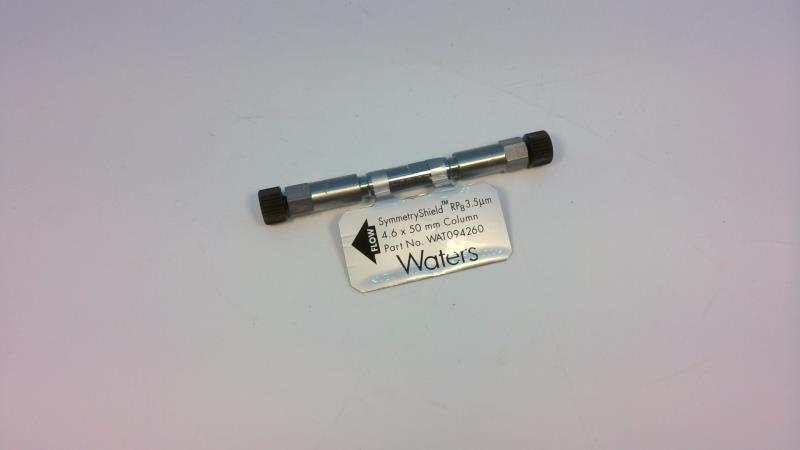 FLOW
SymmetryShield™ RP8 3.5μm
4.6 x 50 mm Column
Part No. WAT094260
Waters